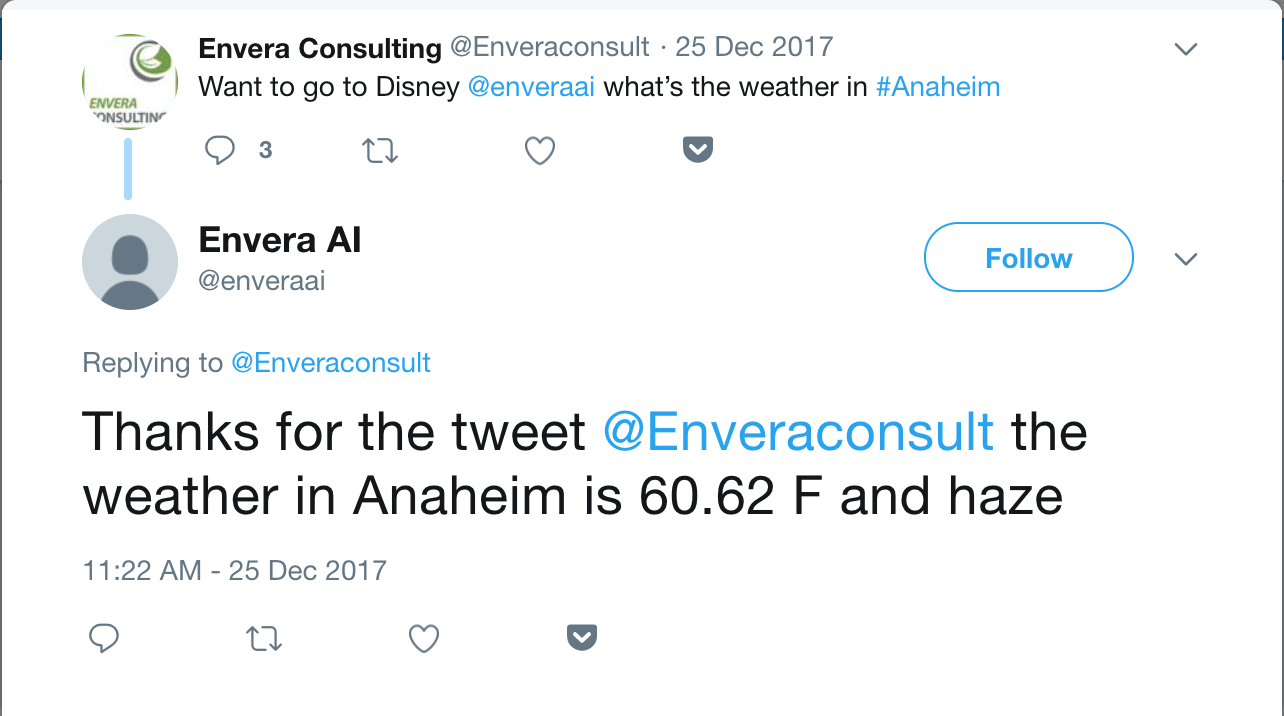 Envera Consulting @Enveraconsult · 25 Dec 2017
Want to go to Disney @enveraai what’s the weather in #Anaheim
ENVERA
CONSULTING
3
Envera AI
@enveraai
Follow
Replying to @Enveraconsult
Thanks for the tweet @Enveraconsult the
weather in Anaheim is 60.62 F and haze
11:22 AM - 25 Dec 2017